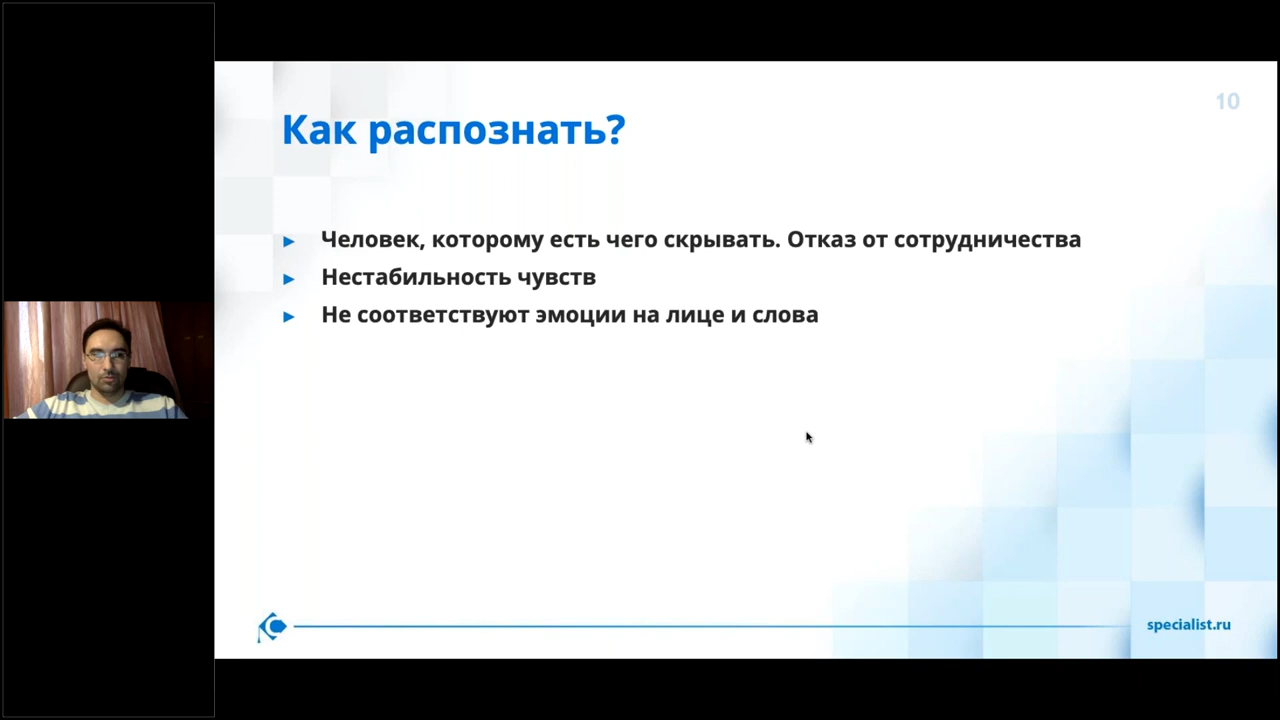 10
Как распознать?
Человек, которому есть чего скрывать. Отказ от сотрудничества
Нестабильность чувств
Не соответствуют эмоции на лице и слова
specialist.ru